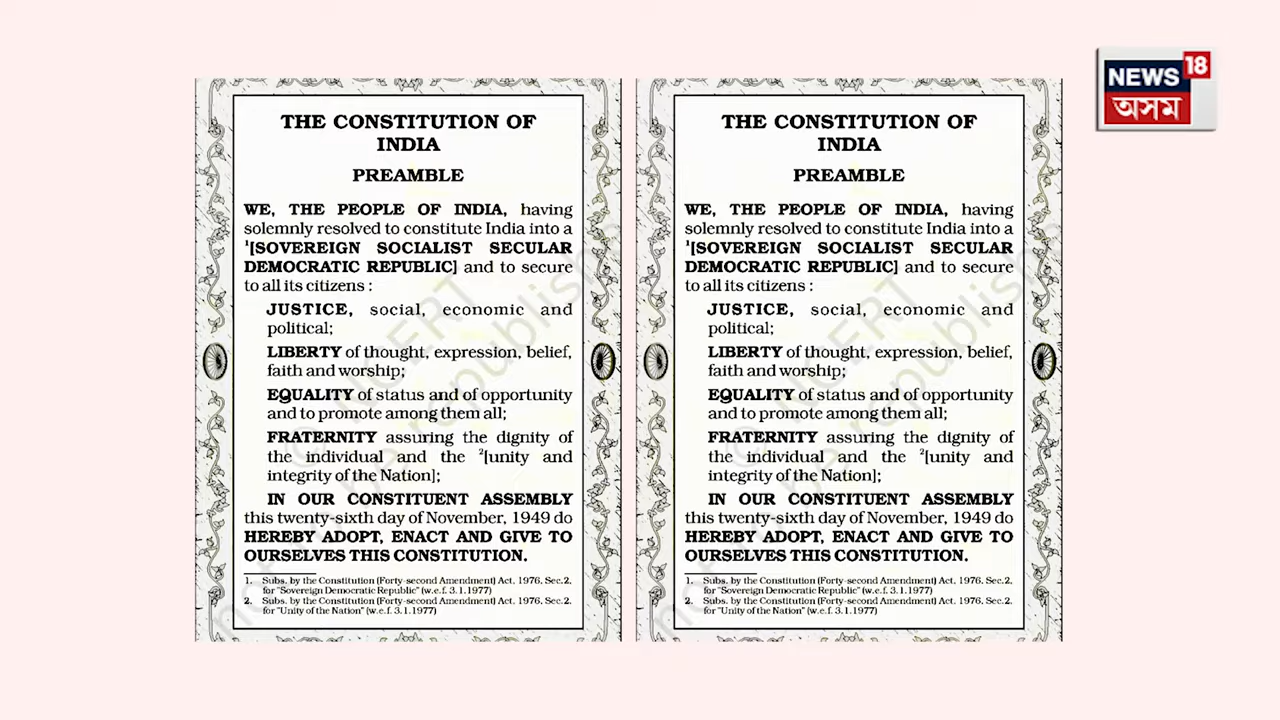 THE CONSTITUTION OF
INDIA
PREAMBLE
WE, THE PEOPLE OF INDIA, having
solemnly resolved to constitute India into a
¹[SOVEREIGN SOCIALIST SECULAR
DEMOCRATIC REPUBLIC] and to secure
to all its citizens :
JUSTICE, social, economic and
political;
LIBERTY of thought, expression, belief,
faith and worship;
EQUALITY of status and of opportunity
and to promote among them all;
FRATERNITY assuring the dignity of
the individual and the ²[unity and
integrity of the Nation];
IN OUR CONSTITUENT ASSEMBLY
this twenty-sixth day of November, 1949 do
HEREBY ADOPT, ENACT AND GIVE TO
OURSELVES THIS CONSTITUTION.
1. Subs. by the Constitution (Forty-second Amendment) Act, 1976, Sec.2,
for "Sovereign Democratic Republic" (w.e.f. 3.1.1977)
2. Subs. by the Constitution (Forty-second Amendment) Act, 1976, Sec.2,
for "Unity of the Nation" (w.e.f. 3.1.1977)
© NCERT
THE CONSTITUTION OF
INDIA
PREAMBLE
WE, THE PEOPLE OF INDIA, having
solemnly resolved to constitute India into a
¹[SOVEREIGN SOCIALIST SECULAR
DEMOCRATIC REPUBLIC] and to secure
to all its citizens :
JUSTICE, social, economic and
political;
LIBERTY of thought, expression, belief,
faith and worship;
EQUALITY of status and of opportunity
and to promote among them all;
FRATERNITY assuring the dignity of
the individual and the ²[unity and
integrity of the Nation];
IN OUR CONSTITUENT ASSEMBLY
this twenty-sixth day of November, 1949 do
HEREBY ADOPT, ENACT AND GIVE TO
OURSELVES THIS CONSTITUTION.
1. Subs. by the Constitution (Forty-second Amendment) Act, 1976, Sec.2,
for "Sovereign Democratic Republic" (w.e.f. 3.1.1977)
2. Subs. by the Constitution (Forty-second Amendment) Act, 1976, Sec.2,
for "Unity of the Nation" (w.e.f. 3.1.1977)
© NCERT
NEWS 18
অসম